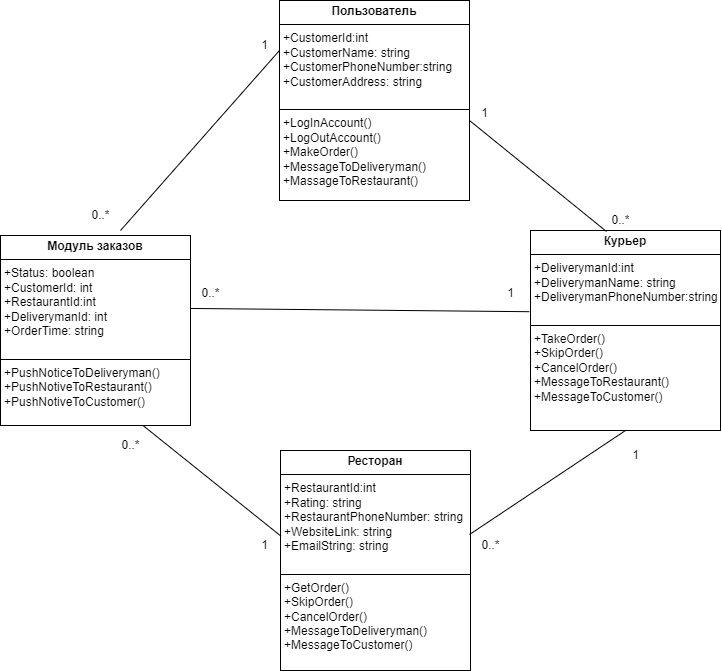 Пользователь
+CustomerId:int
+CustomerName: string
+CustomerPhoneNumber:string
+CustomerAddress: string
+LogInAccount()
+LogOutAccount()
+MakeOrder()
+MessageToDeliveryman()
+MassageToRestaurant()
1
1
0..*
0..*
Модуль заказов
+Status: boolean
+CustomerId: int
+RestaurantId:int
+DeliverymanId: int
+OrderTime: string
+PushNoticeToDeliveryman()
+PushNotiveToRestaurant()
+PushNotiveToCustomer()
0..*
1
Курьер
+DeliverymanId:int
+DeliverymanName: string
+DeliverymanPhoneNumber:string
+TakeOrder()
+SkipOrder()
+CancelOrder()
+MessageToRestaurant()
+MessageToCustomer()
0..*
1
1
0..*
Ресторан
+RestaurantId:int
+Rating: string
+RestaurantPhoneNumber: string
+WebsiteLink: string
+EmailString: string
+GetOrder()
+SkipOrder()
+CancelOrder()
+MessageToDeliveryman()
+MessageToCustomer()